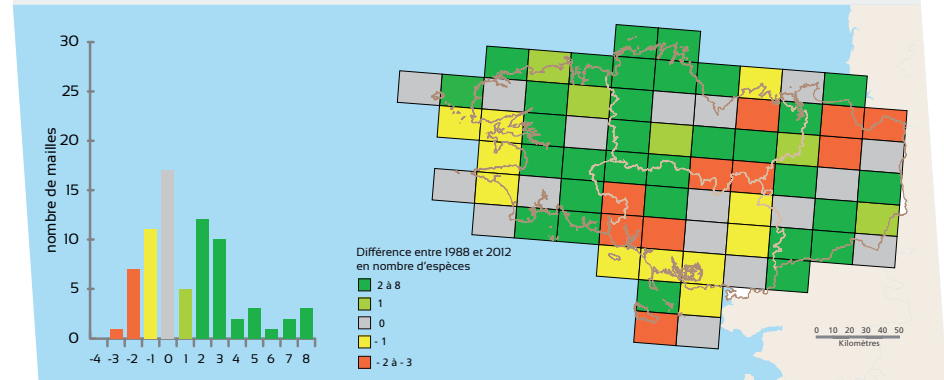 30
25
20
15
10
5
0
nombre de mailles
-4 -3 -2 -1 0 1 2 3 4 5 6 7 8
Différence entre 1988 et 2012
en nombre d'espèces
2 à 8
1
0
- 1
- 2 à - 3
0 10 20 30 40 50
Kilomètres